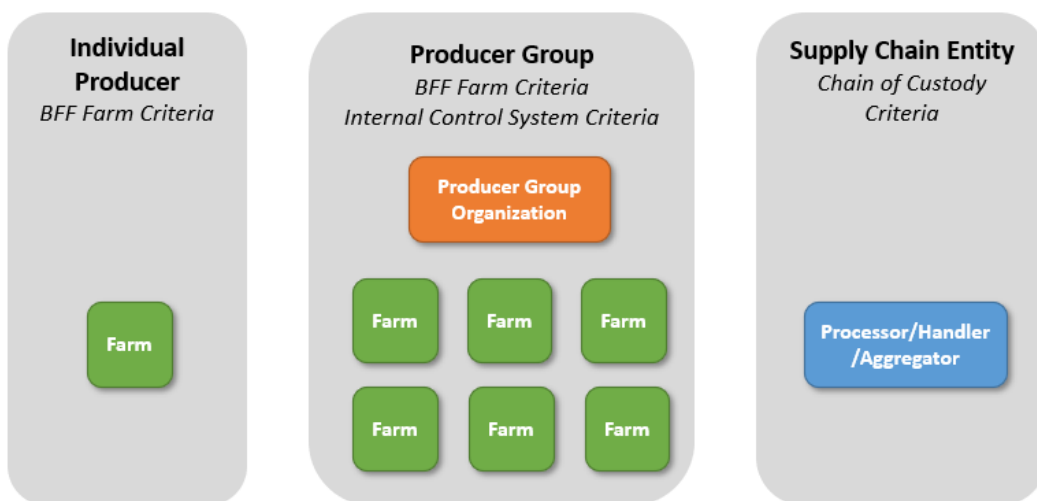 Individual
Producer
BFF Farm Criteria
Farm
Producer Group
BFF Farm Criteria
Internal Control System Criteria
Producer Group
Organization
Farm
Farm
Farm
Farm
Farm
Farm
Supply Chain Entity
Chain of Custody
Criteria
Processor/Handler
/Aggregator